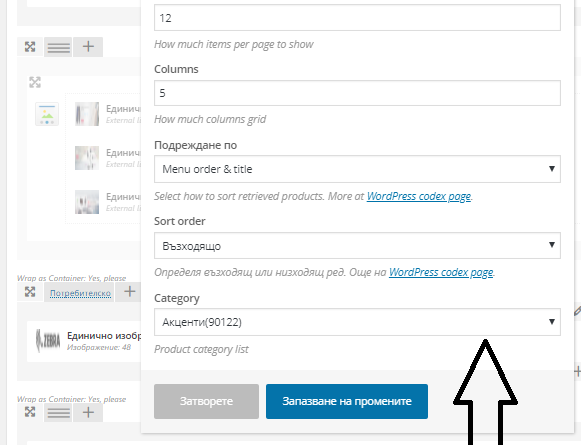 12
How much items per page to show
Columns
5
How much columns grid
Подреждане по
Menu order & title
Select how to sort retrieved products. More at WordPress codex page.
Sort order
Възходящо
Определя възходящ или низходящ ред. Още на WordPress codex page.
Category
Акценти(90122)
Product category list
Затворете
Запазване на промените
Единичн
External I
Единичн
External I
Единичн
External I
Wrap as Container: Yes, please
Потребителско
ZEBRA
Единично изобр
Изображение: 48
Wrap as Container: Yes, please